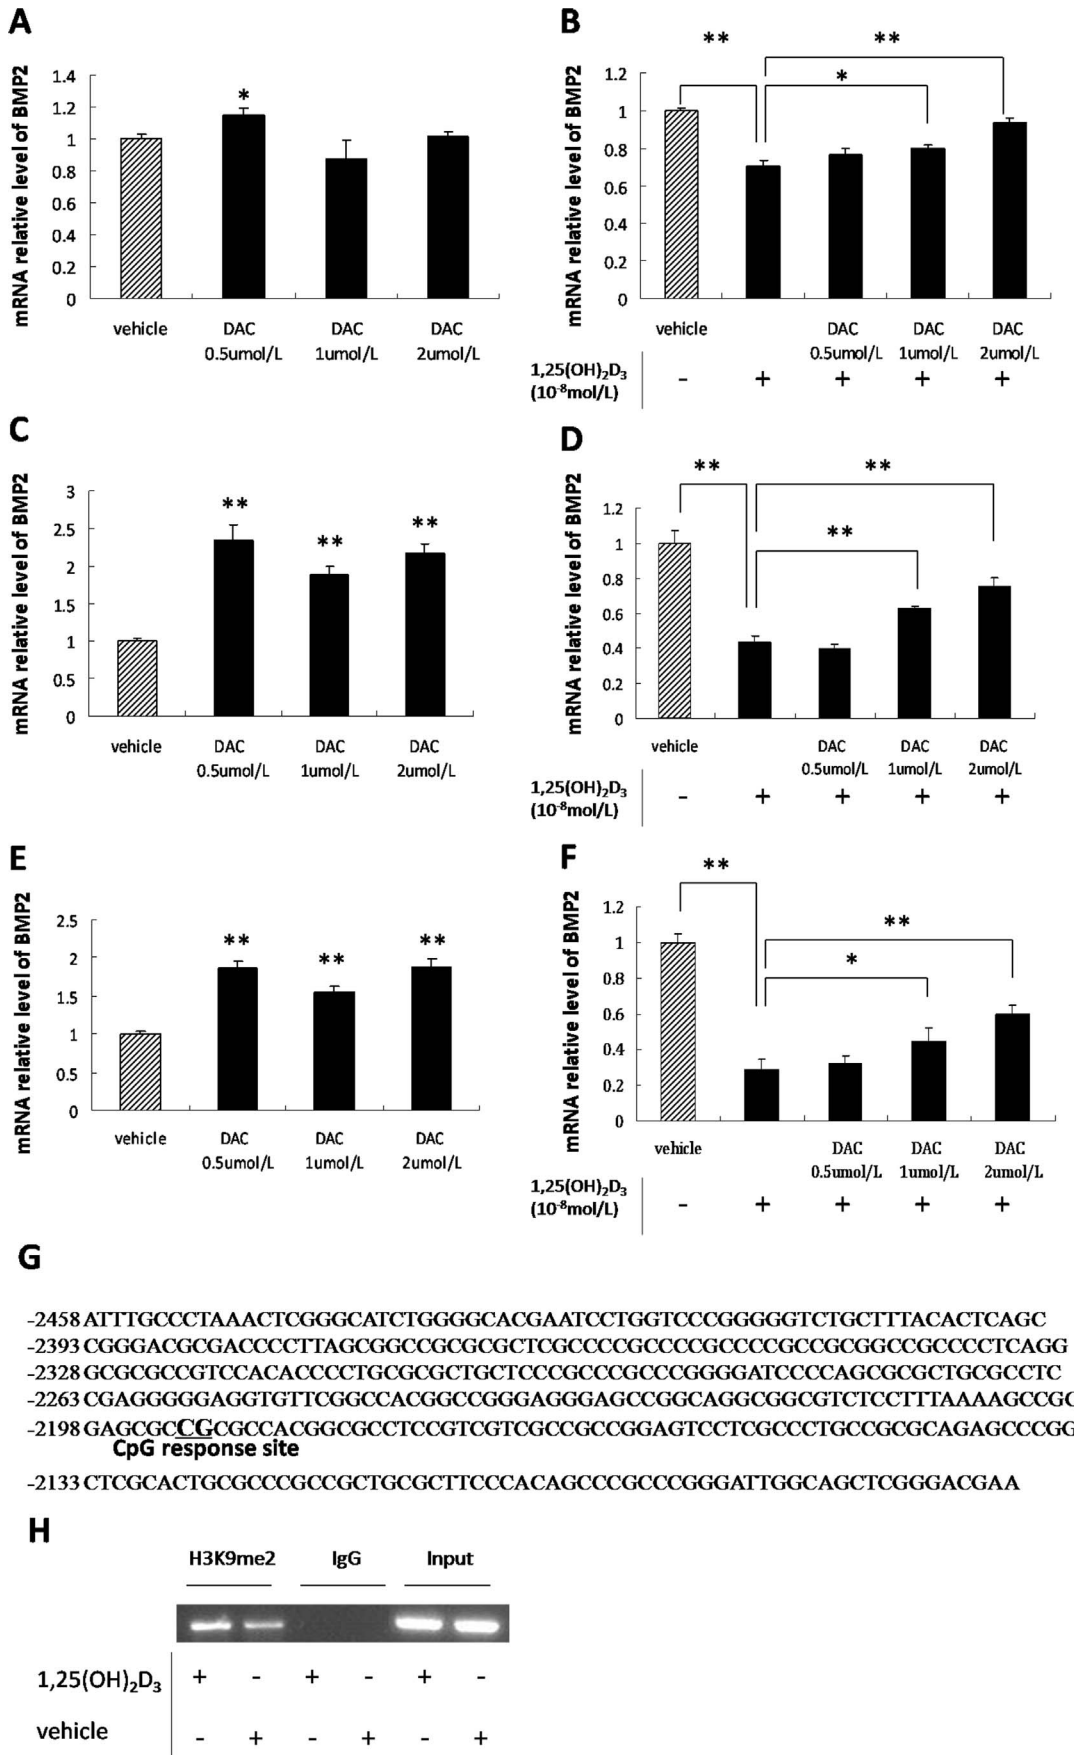 A
mRNA relative level of BMP2
1.4
1.2
1
0.8
0.6
0.4
0.2
0
*
vehicle
DAC
0.5umol/L
DAC
1umol/L
DAC
2umol/L
B
mRNA relative level of BMP2
1.2
1
0.8
0.6
0.4
0.2
0
**
**
*
vehicle
DAC
0.5umol/L
DAC
1umol/L
DAC
2umol/L
1,25(OH)₂D₃
(10⁻⁸mol/L)
- + + + +
C
mRNA relative level of BMP2
3
2.5
2
1.5
1
0.5
0
**
**
**
vehicle
DAC
0.5umol/L
DAC
1umol/L
DAC
2umol/L
D
mRNA relative level of BMP2
1.2
1
0.8
0.6
0.4
0.2
0
**
**
**
vehicle
DAC
0.5umol/L
DAC
1umol/L
DAC
2umol/L
1,25(OH)₂D₃
(10⁻⁸mol/L)
- + + + +
E
mRNA relative level of BMP2
2.5
2
1.5
1
0.5
0
**
**
**
vehicle
DAC
0.5umol/L
DAC
1umol/L
DAC
2umol/L
F
mRNA relative level of BMP2
1.2
1
0.8
0.6
0.4
0.2
0
**
**
*
vehicle
DAC
0.5umol/L
DAC
1umol/L
DAC
2umol/L
1,25(OH)₂D₃
(10⁻⁸mol/L)
- + + + +
G
-2458 ATTTGCCCTAAACTCGGGCATCTGGGGCACGAATCCTGGTCCCGGGGGTCTGCTTTACACTCAGC
-2393 CGGGACGCGACCCCTTAGCGGCCGCGCGCTCGCCCCGCCCCGCCCCGCCGCGGCCGCCCCTCAGG
-2328 GCGCGCCGTCCACACCCCTGCGCGCTGCTCCCGCCCGCCCGGGGATCCCCAGCGCGCTGCGCCTC
-2263 CGAGGGGGAGGTGTTCGGCCACGGCCGGGAGGGAGCCGGCAGGCGGCGTCTCCTTTAAAAGCCGC
-2198 GAGCGCCGCGCCACGGCGCCTCCGTCGTCGCCGCCGGAGTCCTCGCCCTGCCGCGCAGAGCCCGG
CpG response site
-2133 CTCGCACTGCGCCCGCCGCTGCGCTTCCCACAGCCCGCCCGGGATTGGCAGCTCGGGACGAA
H
H3K9me2 IgG Input
1,25(OH)₂D₃ + - + - + -
vehicle - + - + - +